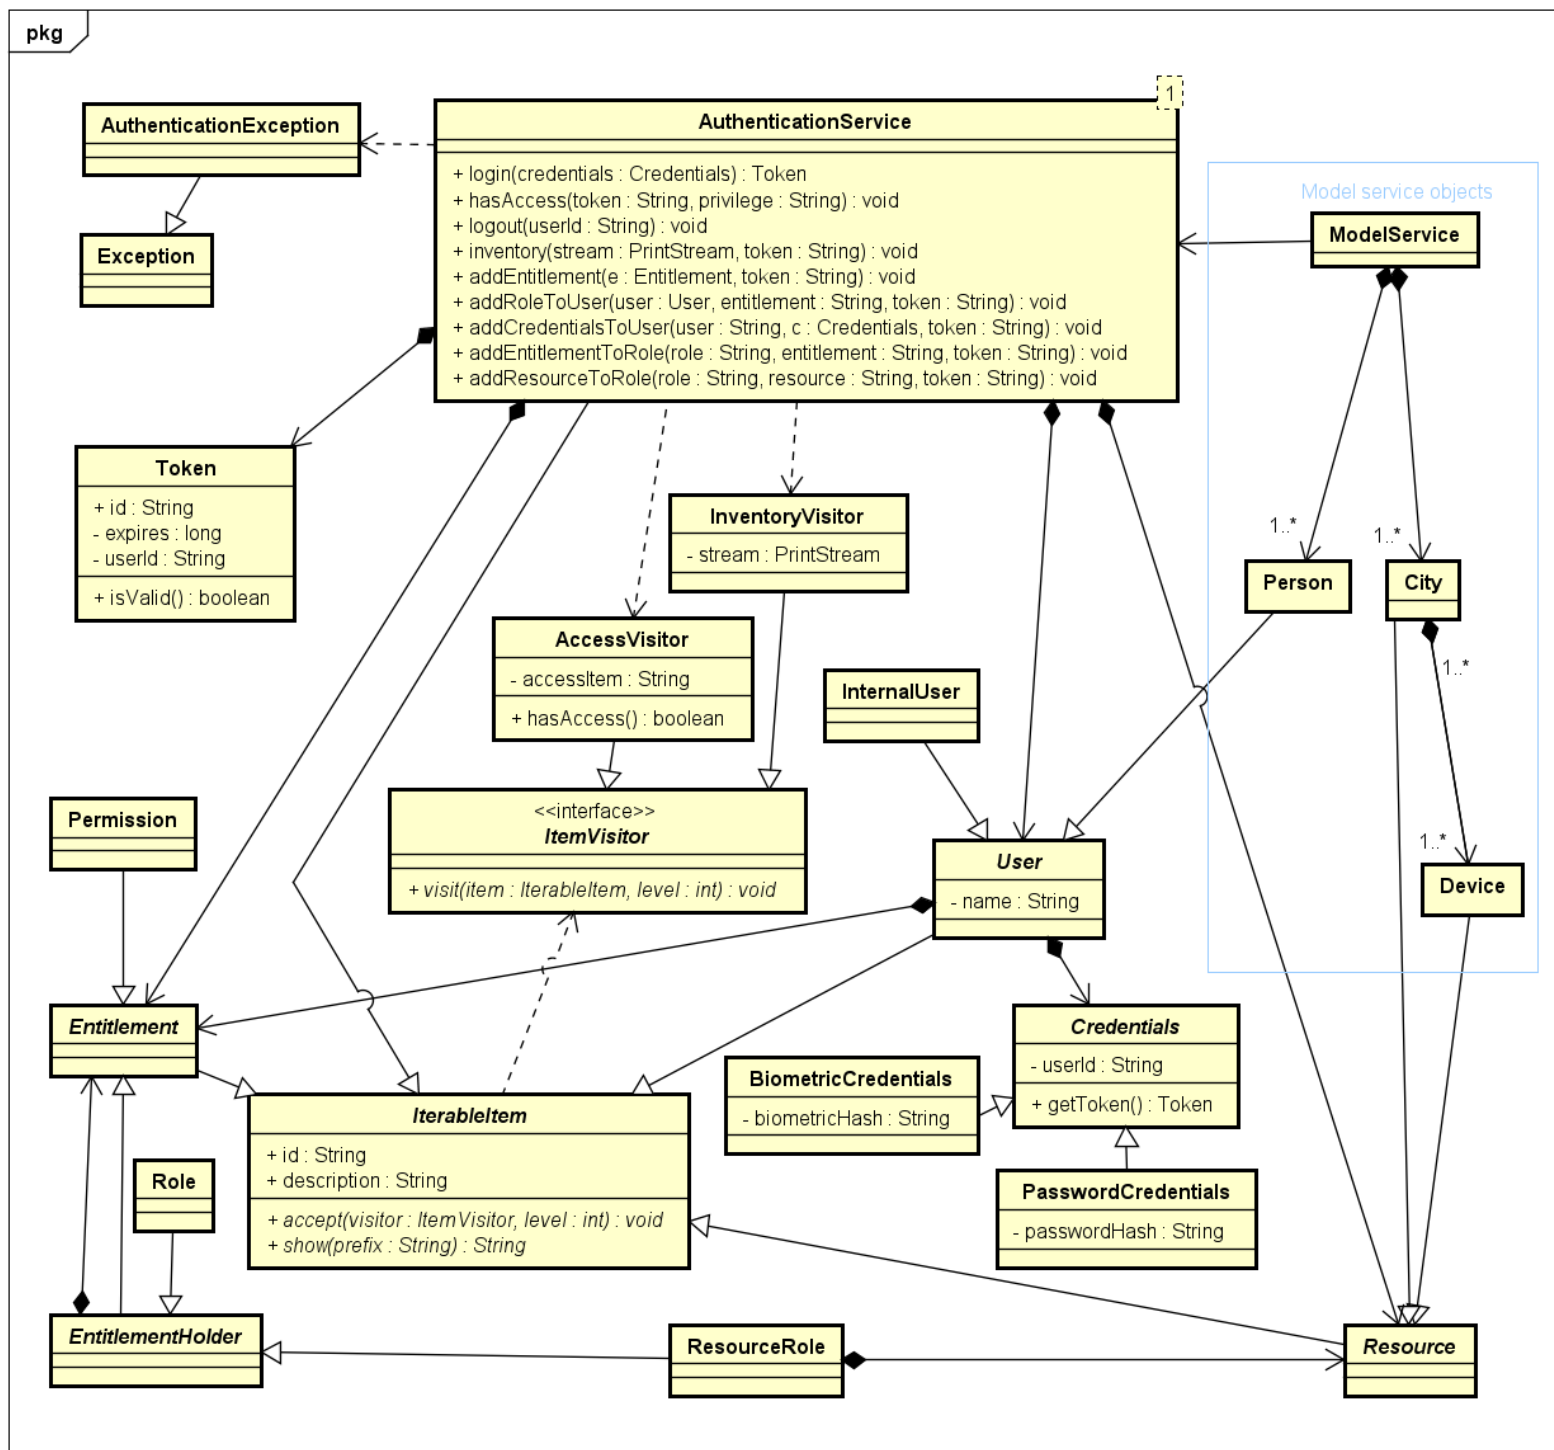 pkg
1
AuthenticationException
AuthenticationService
+ login(credentials : Credentials) : Token
+ hasAccess(token : String, privilege : String) : void
+ logout(userId : String) : void
+ inventory(stream : PrintStream, token : String) : void
+ addEntitlement(e : Entitlement, token : String) : void
+ addRoleToUser(user : User, entitlement : String, token : String) : void
+ addCredentialsToUser(user : String, c : Credentials, token : String) : void
+ addEntitlementToRole(role : String, entitlement : String, token : String) : void
+ addResourceToRole(role : String, resource : String, token : String) : void
Model service objects
ModelService
Exception
Token
+ id : String
- expires : long
- userId : String
+ isValid() : boolean
InventoryVisitor
- stream : PrintStream
1..*
1..*
Person
City
AccessVisitor
- accessItem : String
+ hasAccess() : boolean
InternalUser
1..*
1..*
Permission
<<interface>>
ItemVisitor
+ visit(item : IterableItem, level : int) : void
User
- name : String
Device
Entitlement
Credentials
- userId : String
+ getToken() : Token
BiometricCredentials
- biometricHash : String
IterableItem
+ id : String
+ description : String
+ accept(visitor : ItemVisitor, level : int) : void
+ show(prefix : String) : String
Role
PasswordCredentials
- passwordHash : String
EntitlementHolder
ResourceRole
Resource